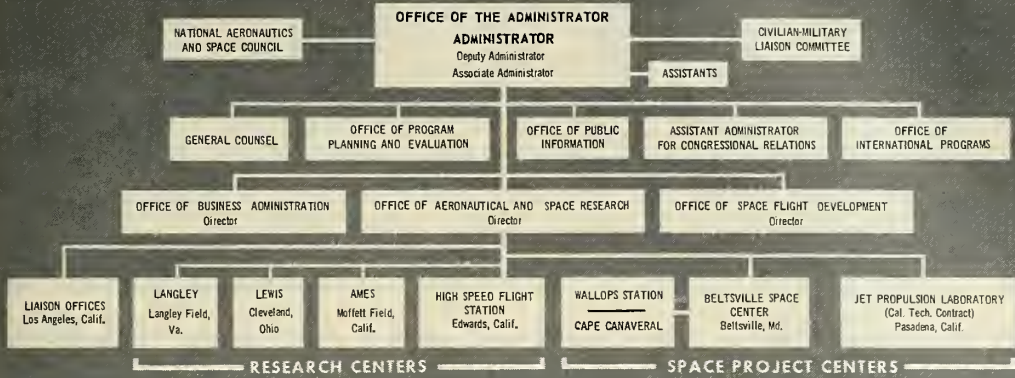 OFFICE OF THE ADMINISTRATOR
ADMINISTRATOR
Deputy Administrator
Associate Administrator
NATIONAL AERONAUTICS
AND SPACE COUNCIL
CIVILIAN-MILITARY
LIAISON COMMITTEE
ASSISTANTS
GENERAL COUNSEL
OFFICE OF PROGRAM
PLANNING AND EVALUATION
OFFICE OF PUBLIC
INFORMATION
ASSISTANT ADMINISTRATOR
FOR CONGRESSIONAL RELATIONS
OFFICE OF
INTERNATIONAL PROGRAMS
OFFICE OF BUSINESS ADMINISTRATION
Director
OFFICE OF AERONAUTICAL AND SPACE RESEARCH
Director
OFFICE OF SPACE FLIGHT DEVELOPMENT
Director
LIAISON OFFICES
Los Angeles, Calif.
LANGLEY
Langley Field,
Va.
LEWIS
Cleveland,
Ohio
AMES
Moffett Field,
Calif.
HIGH SPEED FLIGHT
STATION
Edwards, Calif.
WALLOPS STATION
CAPE CANAVERAL
BELTSVILLE SPACE
CENTER
Beltsville, Md.
JET PROPULSION LABORATORY
(Cal. Tech. Contract)
Pasadena, Calif.
RESEARCH CENTERS
SPACE PROJECT CENTERS